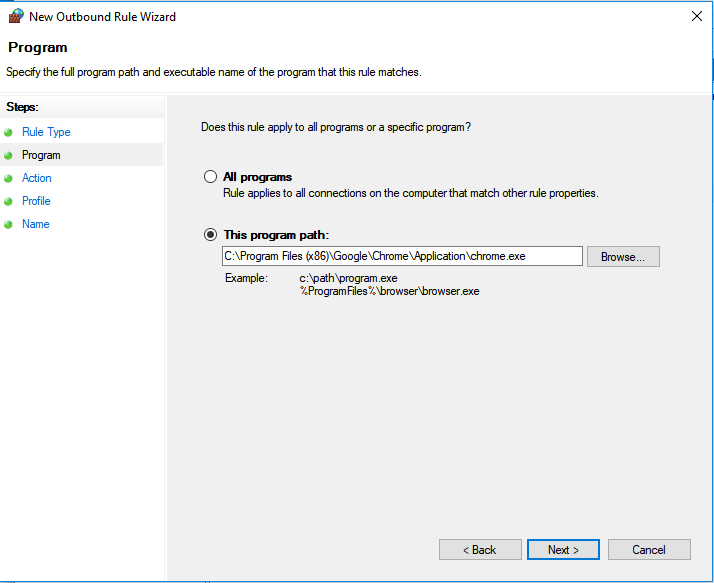 New Outbound Rule Wizard
Program
Specify the full program path and executable name of the program that this rule matches.
Steps:
Rule Type
Program
Action
Profile
Name
Does this rule apply to all programs or a specific program?
All programs
Rule applies to all connections on the computer that match other rule properties.
This program path:
C:\Program Files (x86)\Google\Chrome\Application\chrome.exe
Browse...
Example: c:\path\program.exe
%ProgramFiles%\browser\browser.exe
< Back Next > Cancel